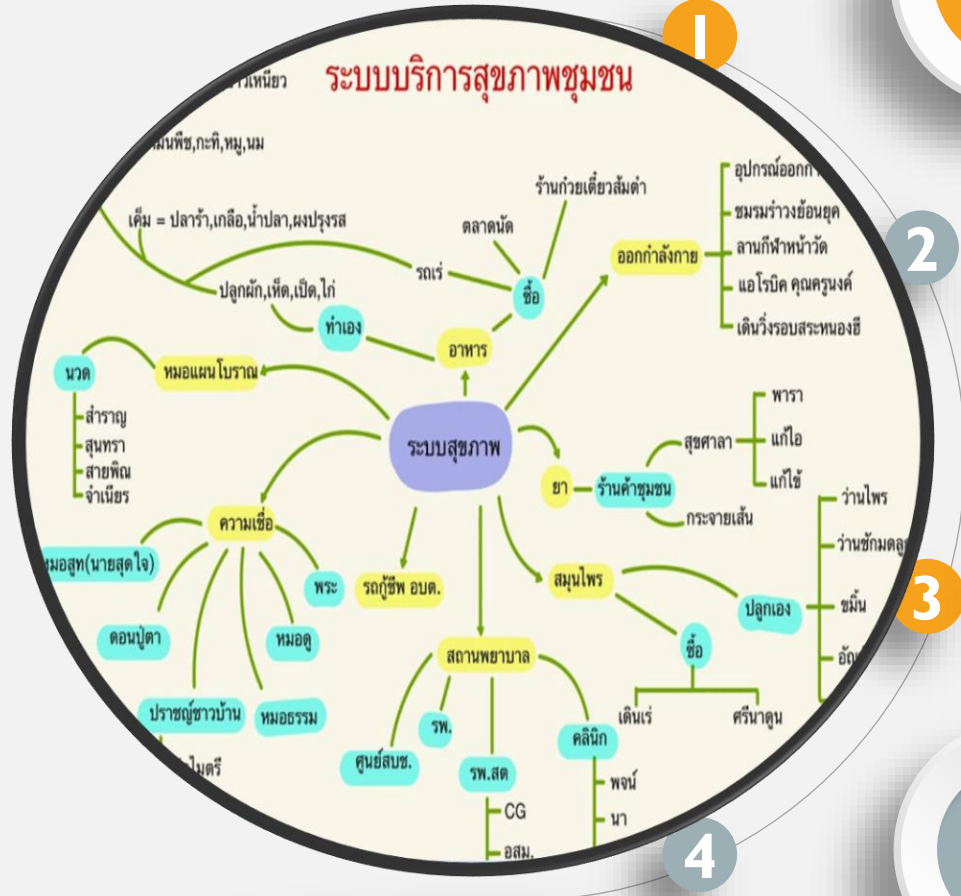 ระบบบริการสุขภาพชุมชน
1
,กะทิ,หมู,นม
เค็ม = ปลาร้า,เกลือ,น้ำปลา,ผงปรุงรส
ปลูกผัก,เห็ด,เป็ด,ไก่
ทำเอง
รถเร่
ตลาดนัด
ร้านก๋วยเตี๋ยวส้มตำ
ซื้อ
อาหาร
ออกกำลังกาย
ชมรมรำวงย้อนยุค
ลานกีฬาหน้าวัด
แอโรบิค คุณครูนงค์
เดินวิ่งรอบสระหนองฮี
2
หมอแผนโบราณ
นวด
สำราญ
สุนทรา
สายพิณ
จำเนียร
ระบบสุขภาพ
ยา
ร้านค้าชุมชน
สุขศาลา
พารา
แก้ไอ
แก้ไข้
กระจายเส้น
ความเชื่อ
หมอสูท(นายสุดใจ)
ดอนปู่ตา
ปราชญ์ชาวบ้าน
หมอธรรม
หมอดู
พระ
รถกู้ชีพ อบต.
สมุนไพร
ปลูกเอง
ว่านไพร
ขมิ้น
3
ซื้อ
เดินเร่
ศรีนาดูน
สถานพยาบาล
ศูนย์สบช.
รพ.
รพ.สต
CG
อสม.
คลินิก
พจน์
นา
4